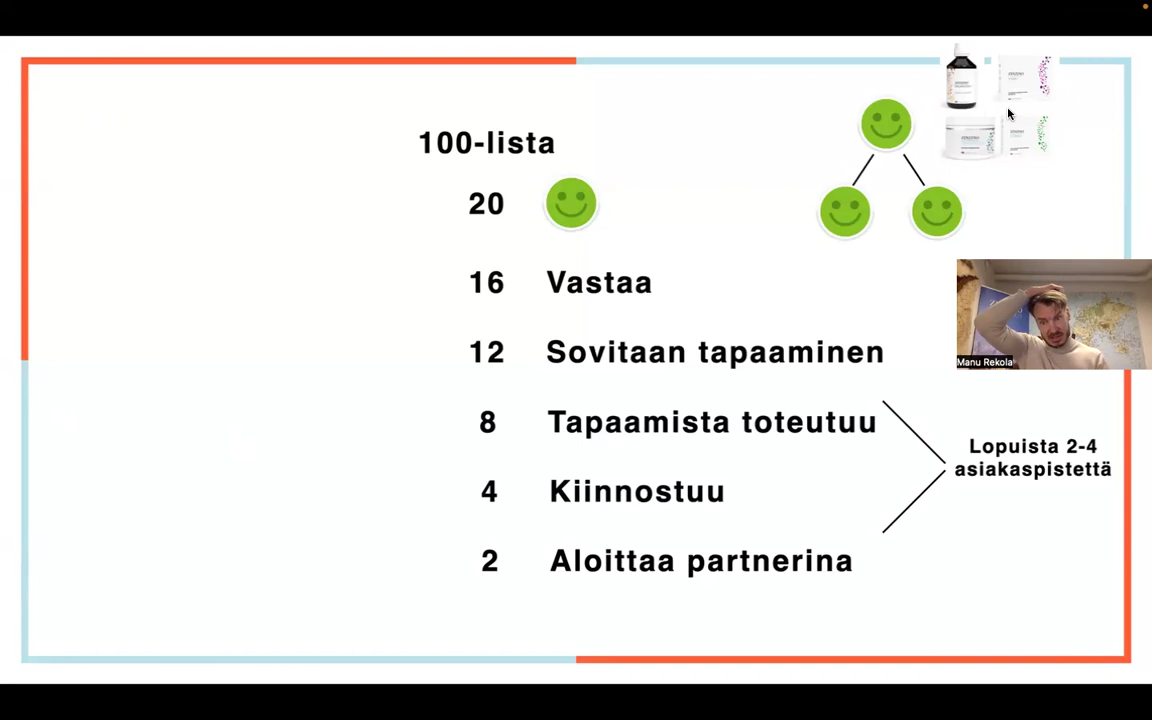 100-lista
20
16 Vastaa
12 Sovitaan tapaaminen
8 Tapaamista toteutuu
4 Kiinnostuu
2 Aloittaa partnerina
Lopuista 2-4
asiakaspistettä
Manu Rekola